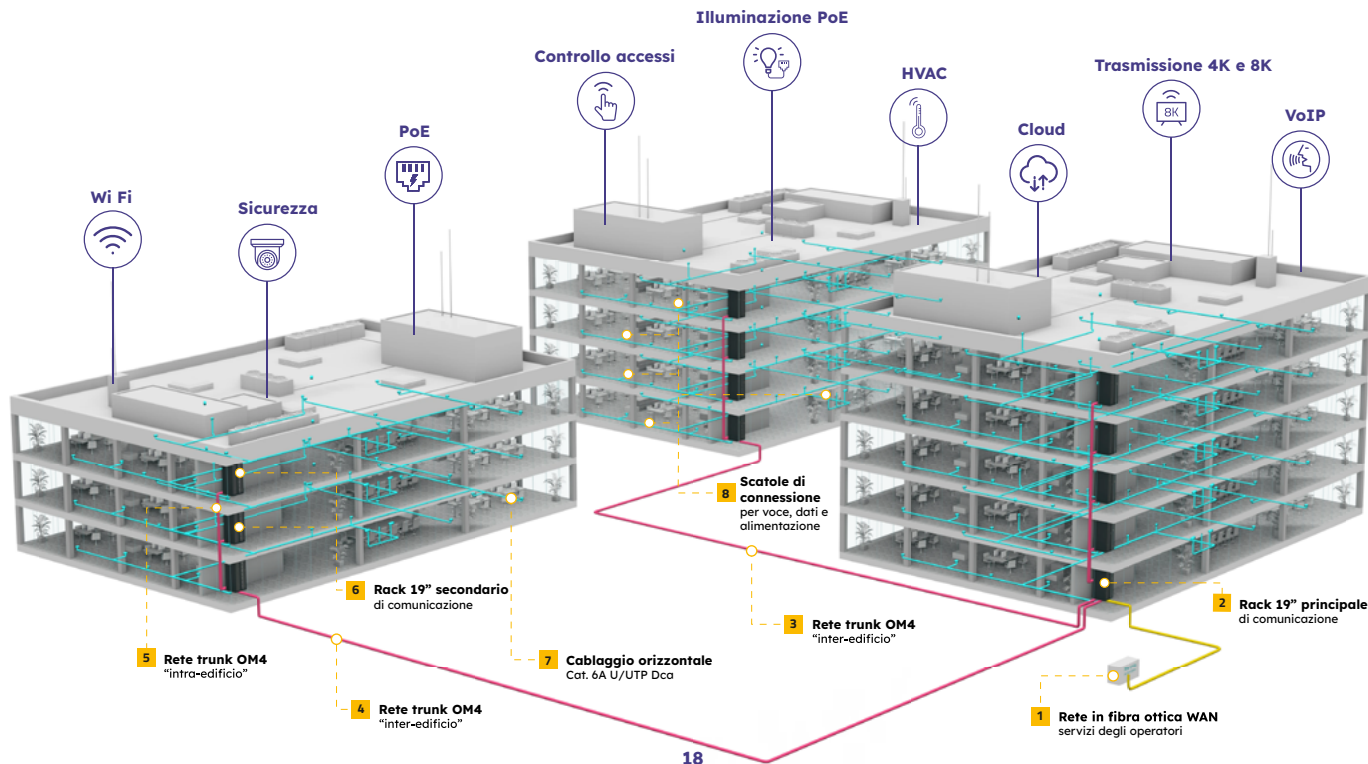 Illuminazione PoE
Controllo accessi
HVAC
Trasmissione 4K e 8K
8K
VoIP
Cloud
PoE
Wi Fi
Sicurezza
8
Scatole di
connessione
per voce, dati e
alimentazione
6
Rack 19” secondario
di comunicazione
2
Rack 19” principale
di comunicazione
3
Rete trunk OM4
“inter-edificio”
5
Rete trunk OM4
“intra-edificio”
7
Cablaggio orizzontale
Cat. 6A U/UTP Dca
4
Rete trunk OM4
“inter-edificio”
1
Rete in fibra ottica WAN
servizi degli operatori
18